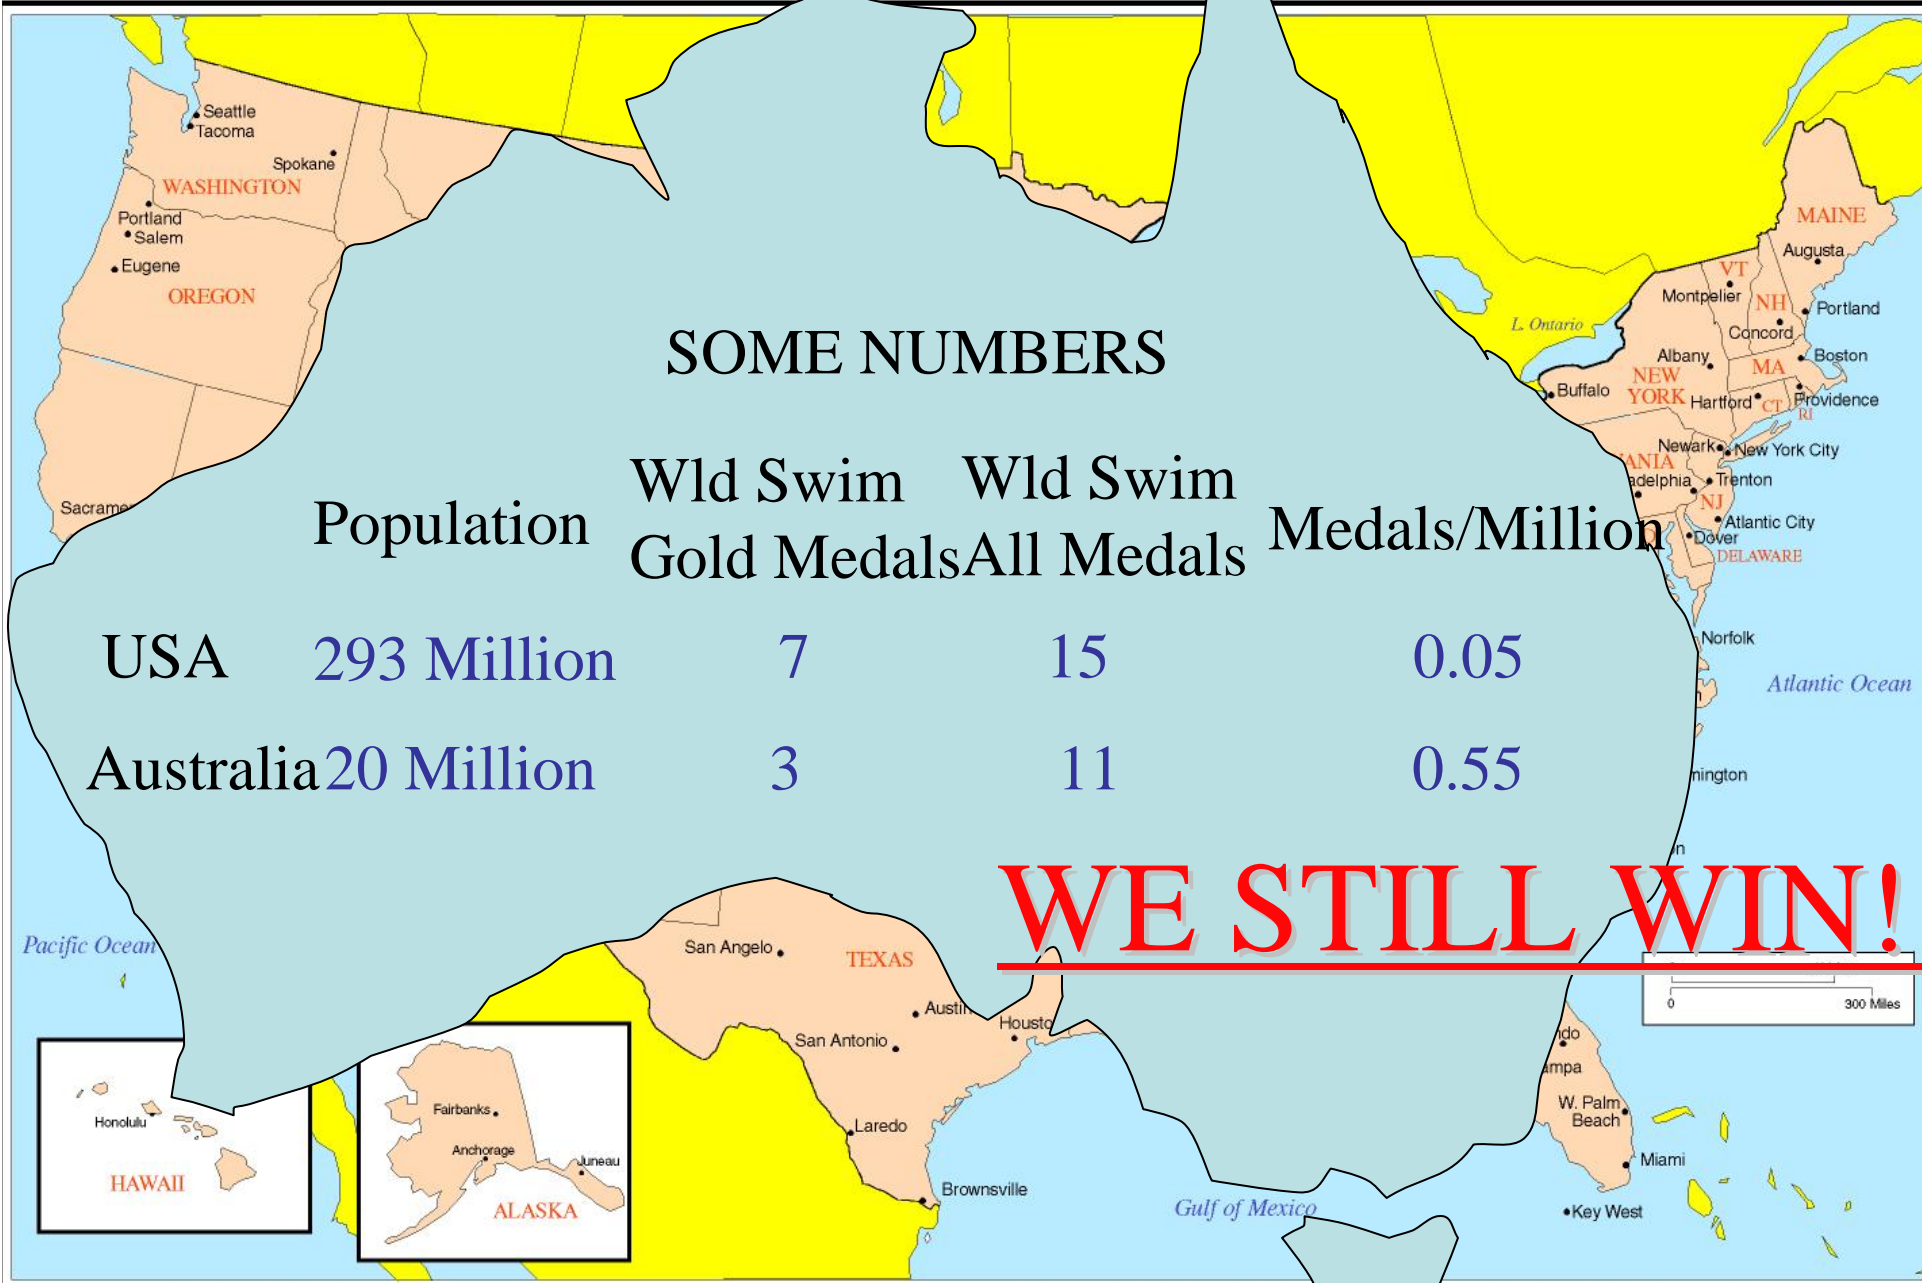 Seattle
Tacoma
Spokane
WASHINGTON
Portland
Salem
Eugene
OREGON
MAINE
Augusta
VT
Montpelier
NH
Portland
L. Ontario
Concord
Albany
Boston
MA
NEW
YORK
Buffalo
Hartford
CT
RI
Providence
Newark
New York City
Trenton
NJ
Atlantic City
Dover
DELAWARE
Norfolk
Atlantic Ocean
SOME NUMBERS
Population
Wld Swim
Gold Medals
Wld Swim
All Medals
Medals/Million
USA 293 Million 7 15 0.05
Australia 20 Million 3 11 0.55
WE STILL WIN!
Pacific Ocean
San Angelo
TEXAS
San Antonio
Laredo
Brownsville
0 300 Miles
W. Palm
Beach
Miami
Key West
Gulf of Mexico
Honolulu
HAWAII
Fairbanks
Anchorage
Juneau
ALASKA